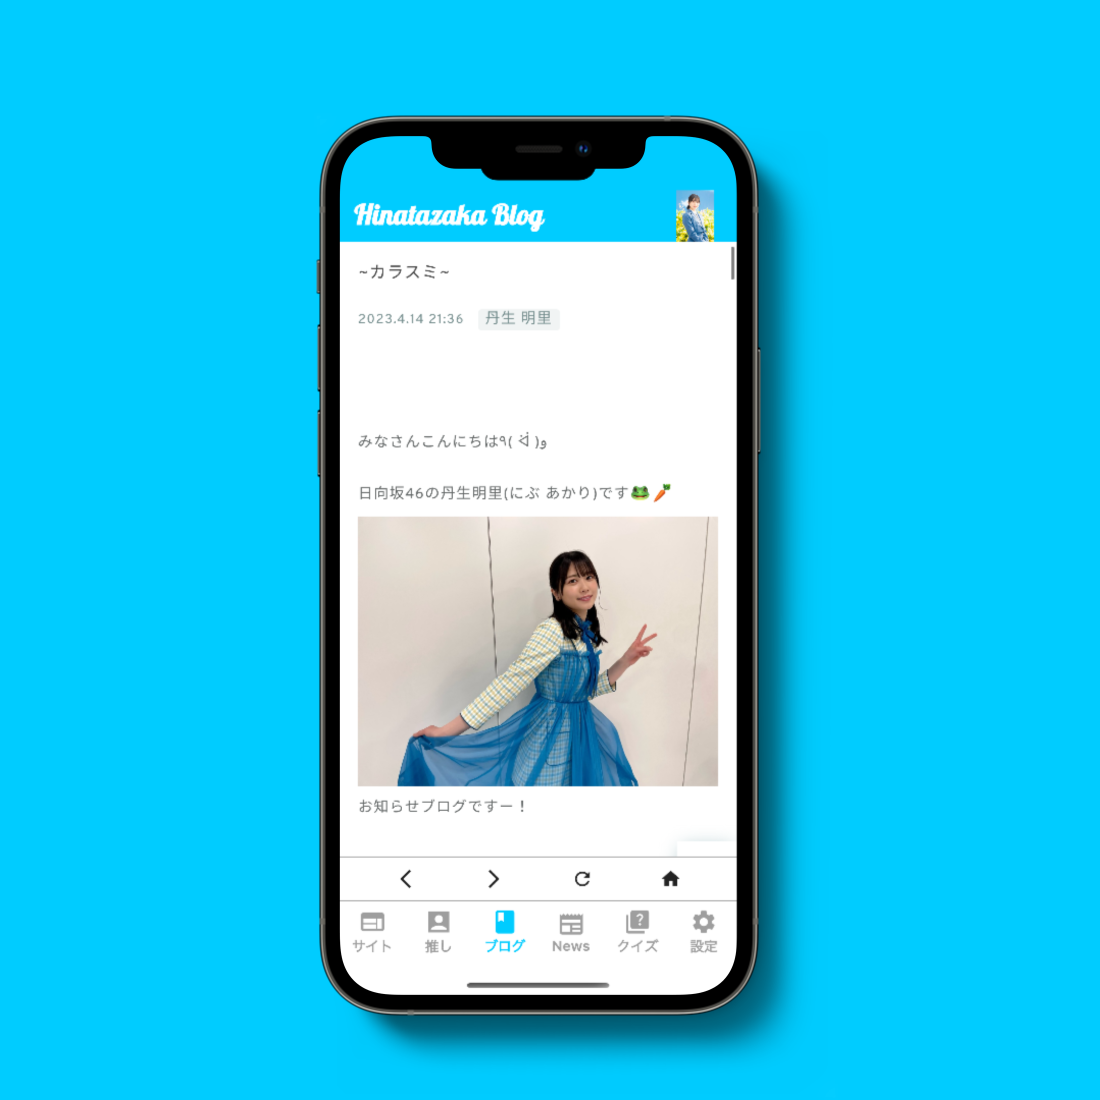 Hinatazaka Blog
~カラスミ~
2023.4.14 21:36 丹生 明里
みなさんこんにちは٩( ᐛ )و
日向坂46の丹生明里(にぶ あかり)です🐸🥕
お知らせブログですー！
サイト 推し ブログ News クイズ 設定